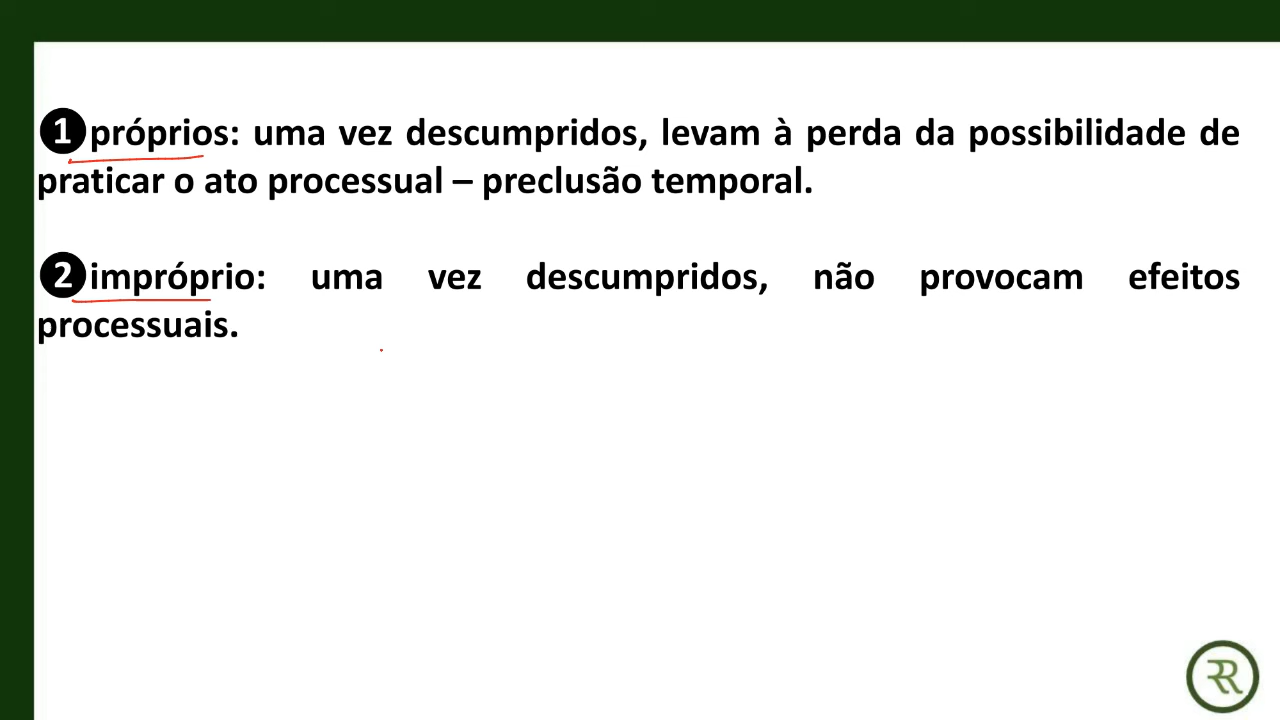 ❶próprios: uma vez descumpridos, levam à perda da possibilidade de
praticar o ato processual – preclusão temporal.
❷impróprio: uma vez descumpridos, não provocam efeitos
processuais.